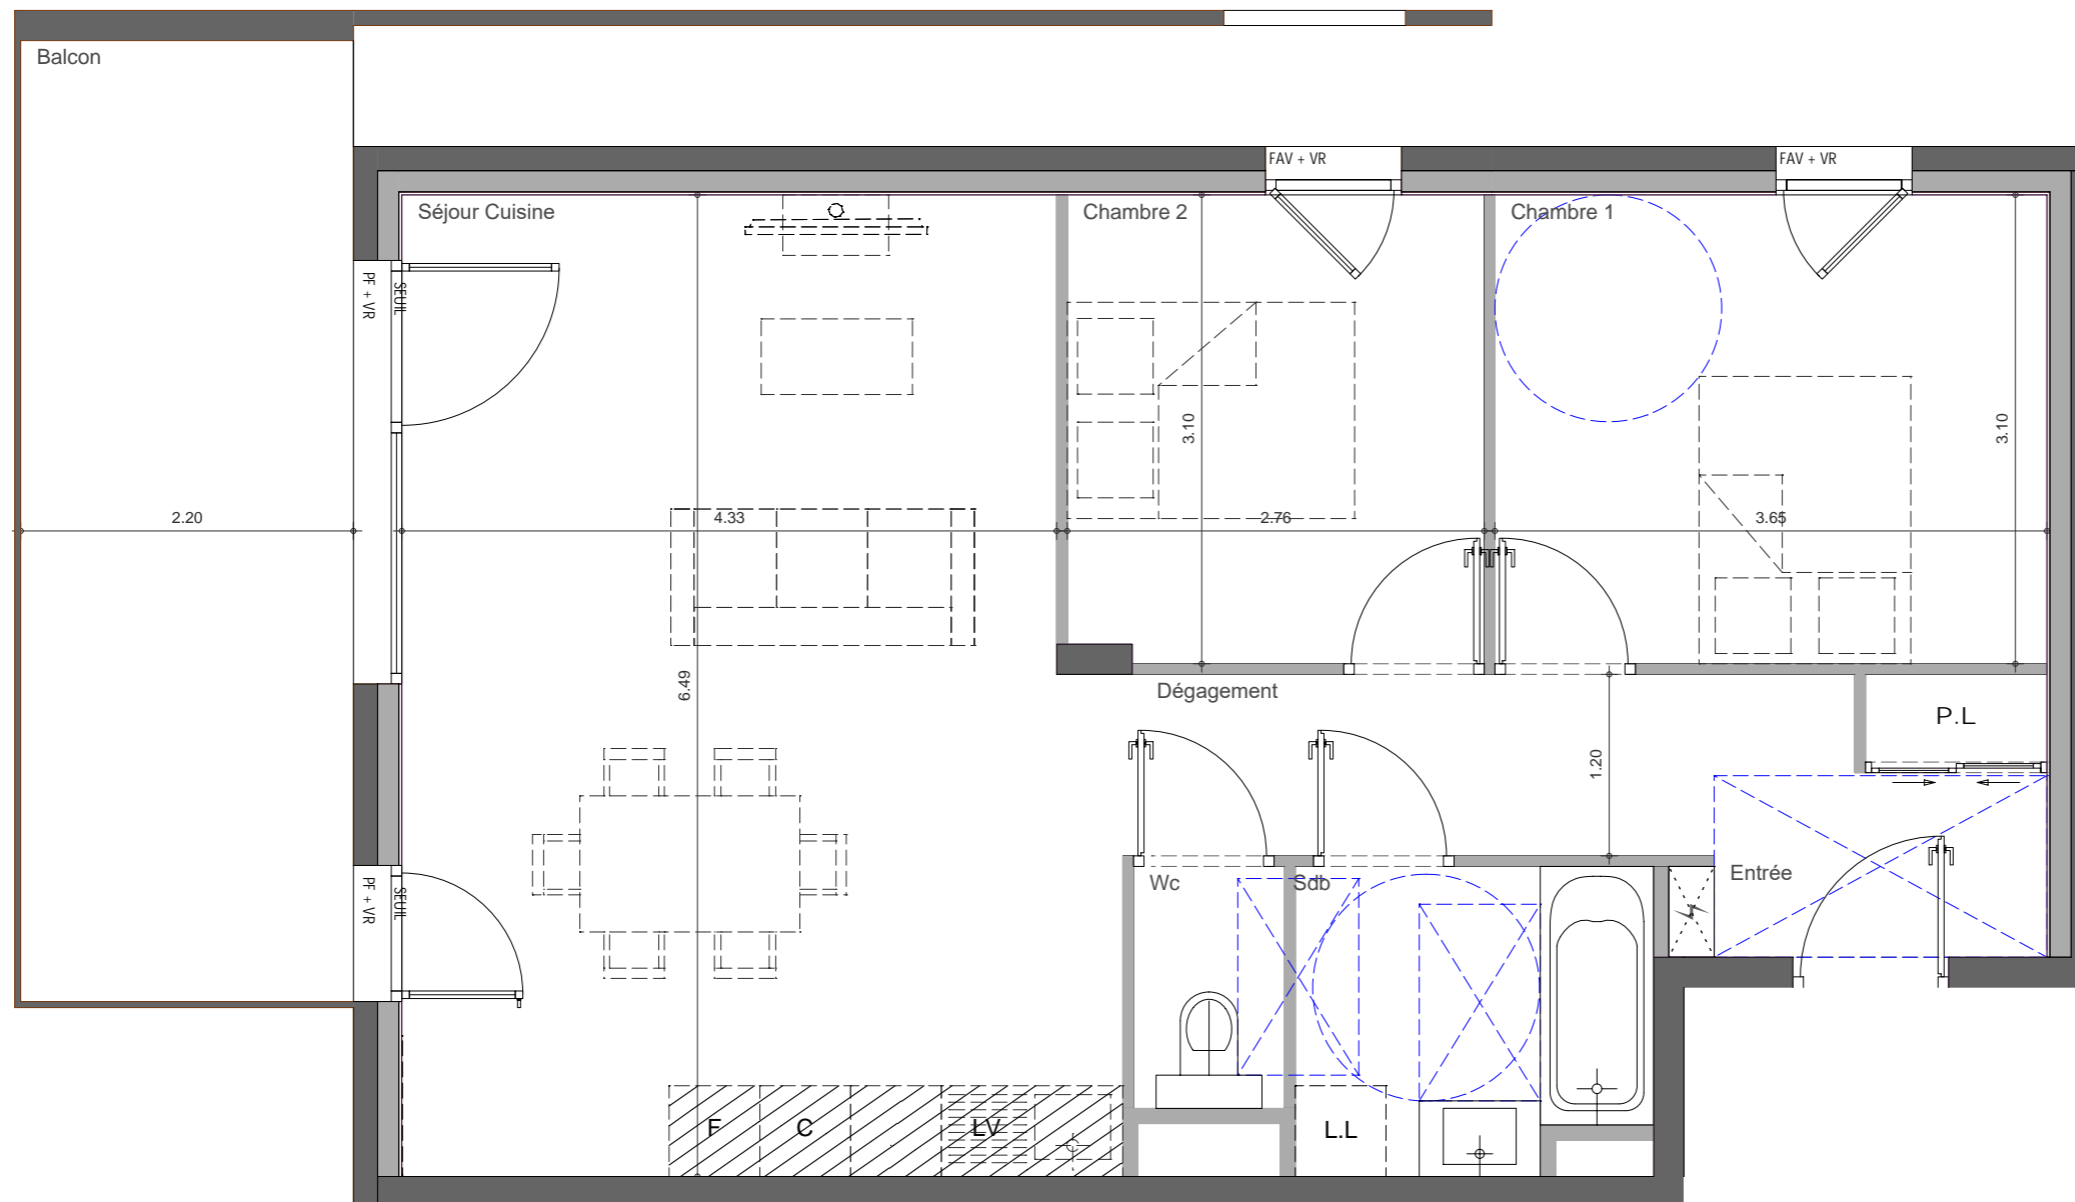 Balcon
FAV + VR
FAV + VR
Séjour Cuisine
Chambre 2
Chambre 1
PF + VR
SEUIL
3.10
3.10
2.20
4.33
2.76
3.65
6.49
Dégagement
P.L
1.20
PF + VR
SEUIL
Wc
Sdb
Entrée
F
C
LV
L.L